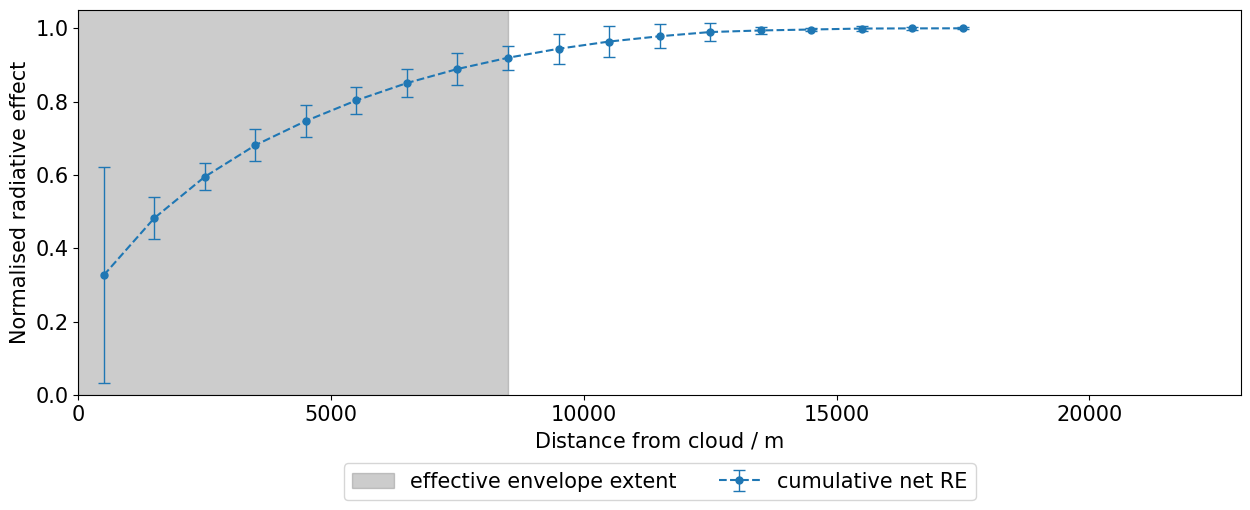 Normalised radiative effect
1.0
0.8
0.6
0.4
0.2
0.0
0 5000 10000 15000 20000
Distance from cloud / m
effective envelope extent cumulative net RE